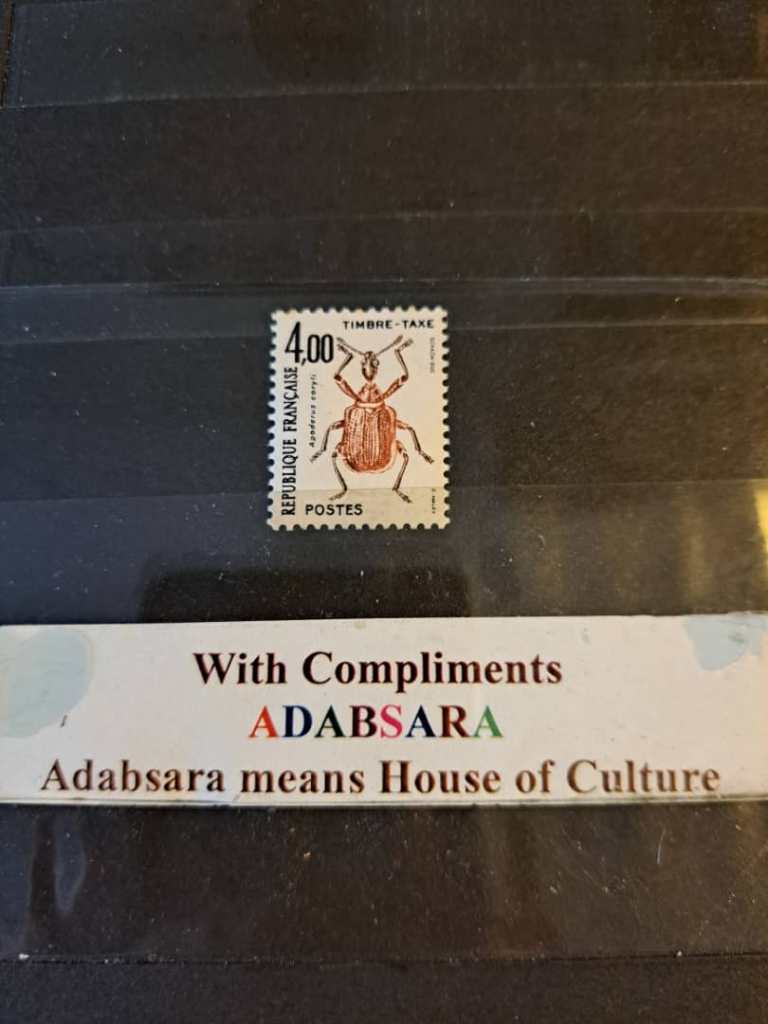 TIMBRE-TAXE
4,00
REPUBLIQUE FRANÇAISE
Apoderus coryli
POSTES
With Compliments
ADABSARA
Adabsara means House of Culture